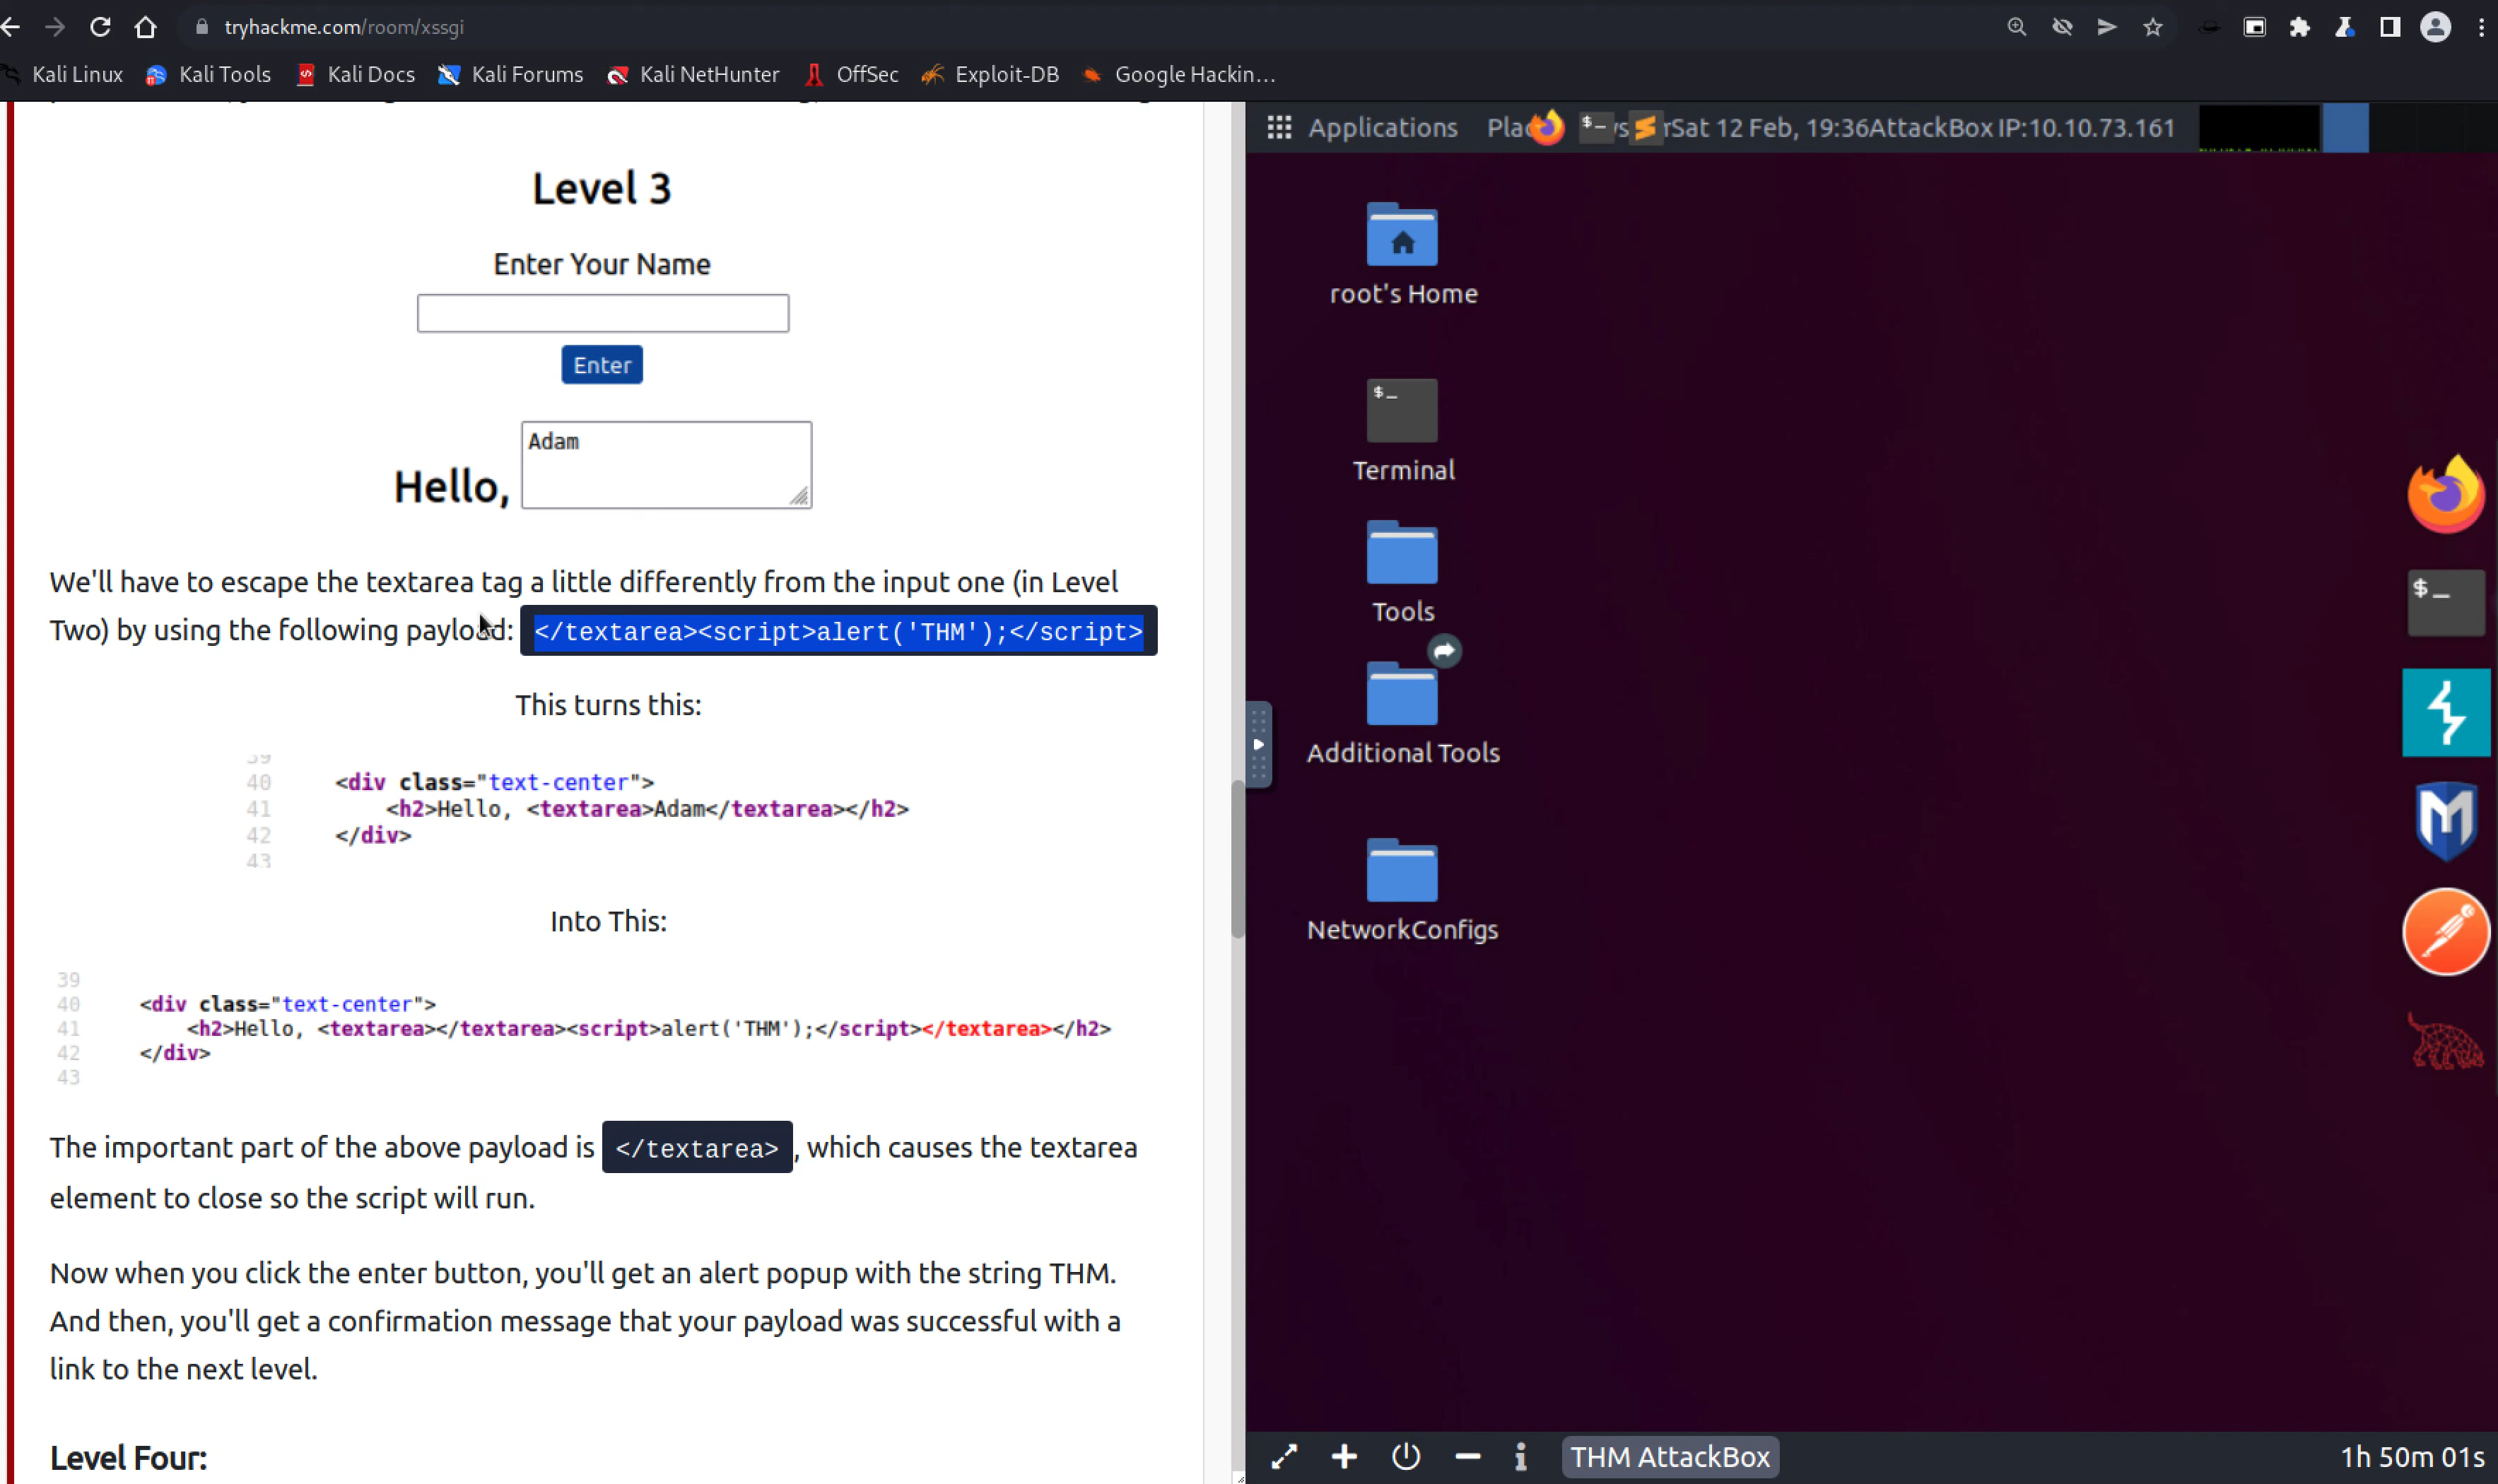 tryhackme.com/room/xssgi
Kali Linux Kali Tools Kali Docs Kali Forums Kali NetHunter OffSec Exploit-DB Google Hackin…
Level 3
Enter Your Name
Enter
Adam
Hello,
We'll have to escape the textarea tag a little differently from the input one (in Level
Two) by using the following payload: </textarea><script>alert('THM');</script>
This turns this:
39
40 <div class="text-center">
41 <h2>Hello, <textarea>Adam</textarea></h2>
42 </div>
43
Into This:
39
40 <div class="text-center">
41 <h2>Hello, <textarea></textarea><script>alert('THM');</script></textarea></h2>
42 </div>
43
The important part of the above payload is </textarea>, which causes the textarea
element to close so the script will run.
Now when you click the enter button, you'll get an alert popup with the string THM.
And then, you'll get a confirmation message that your payload was successful with a
link to the next level.
Level Four:
Applications Sat 12 Feb, 19:36 AttackBox IP:10.10.73.161
root's Home
$_
Terminal
Tools
Additional Tools
NetworkConfigs
$_
THM AttackBox 1h 50m 01s